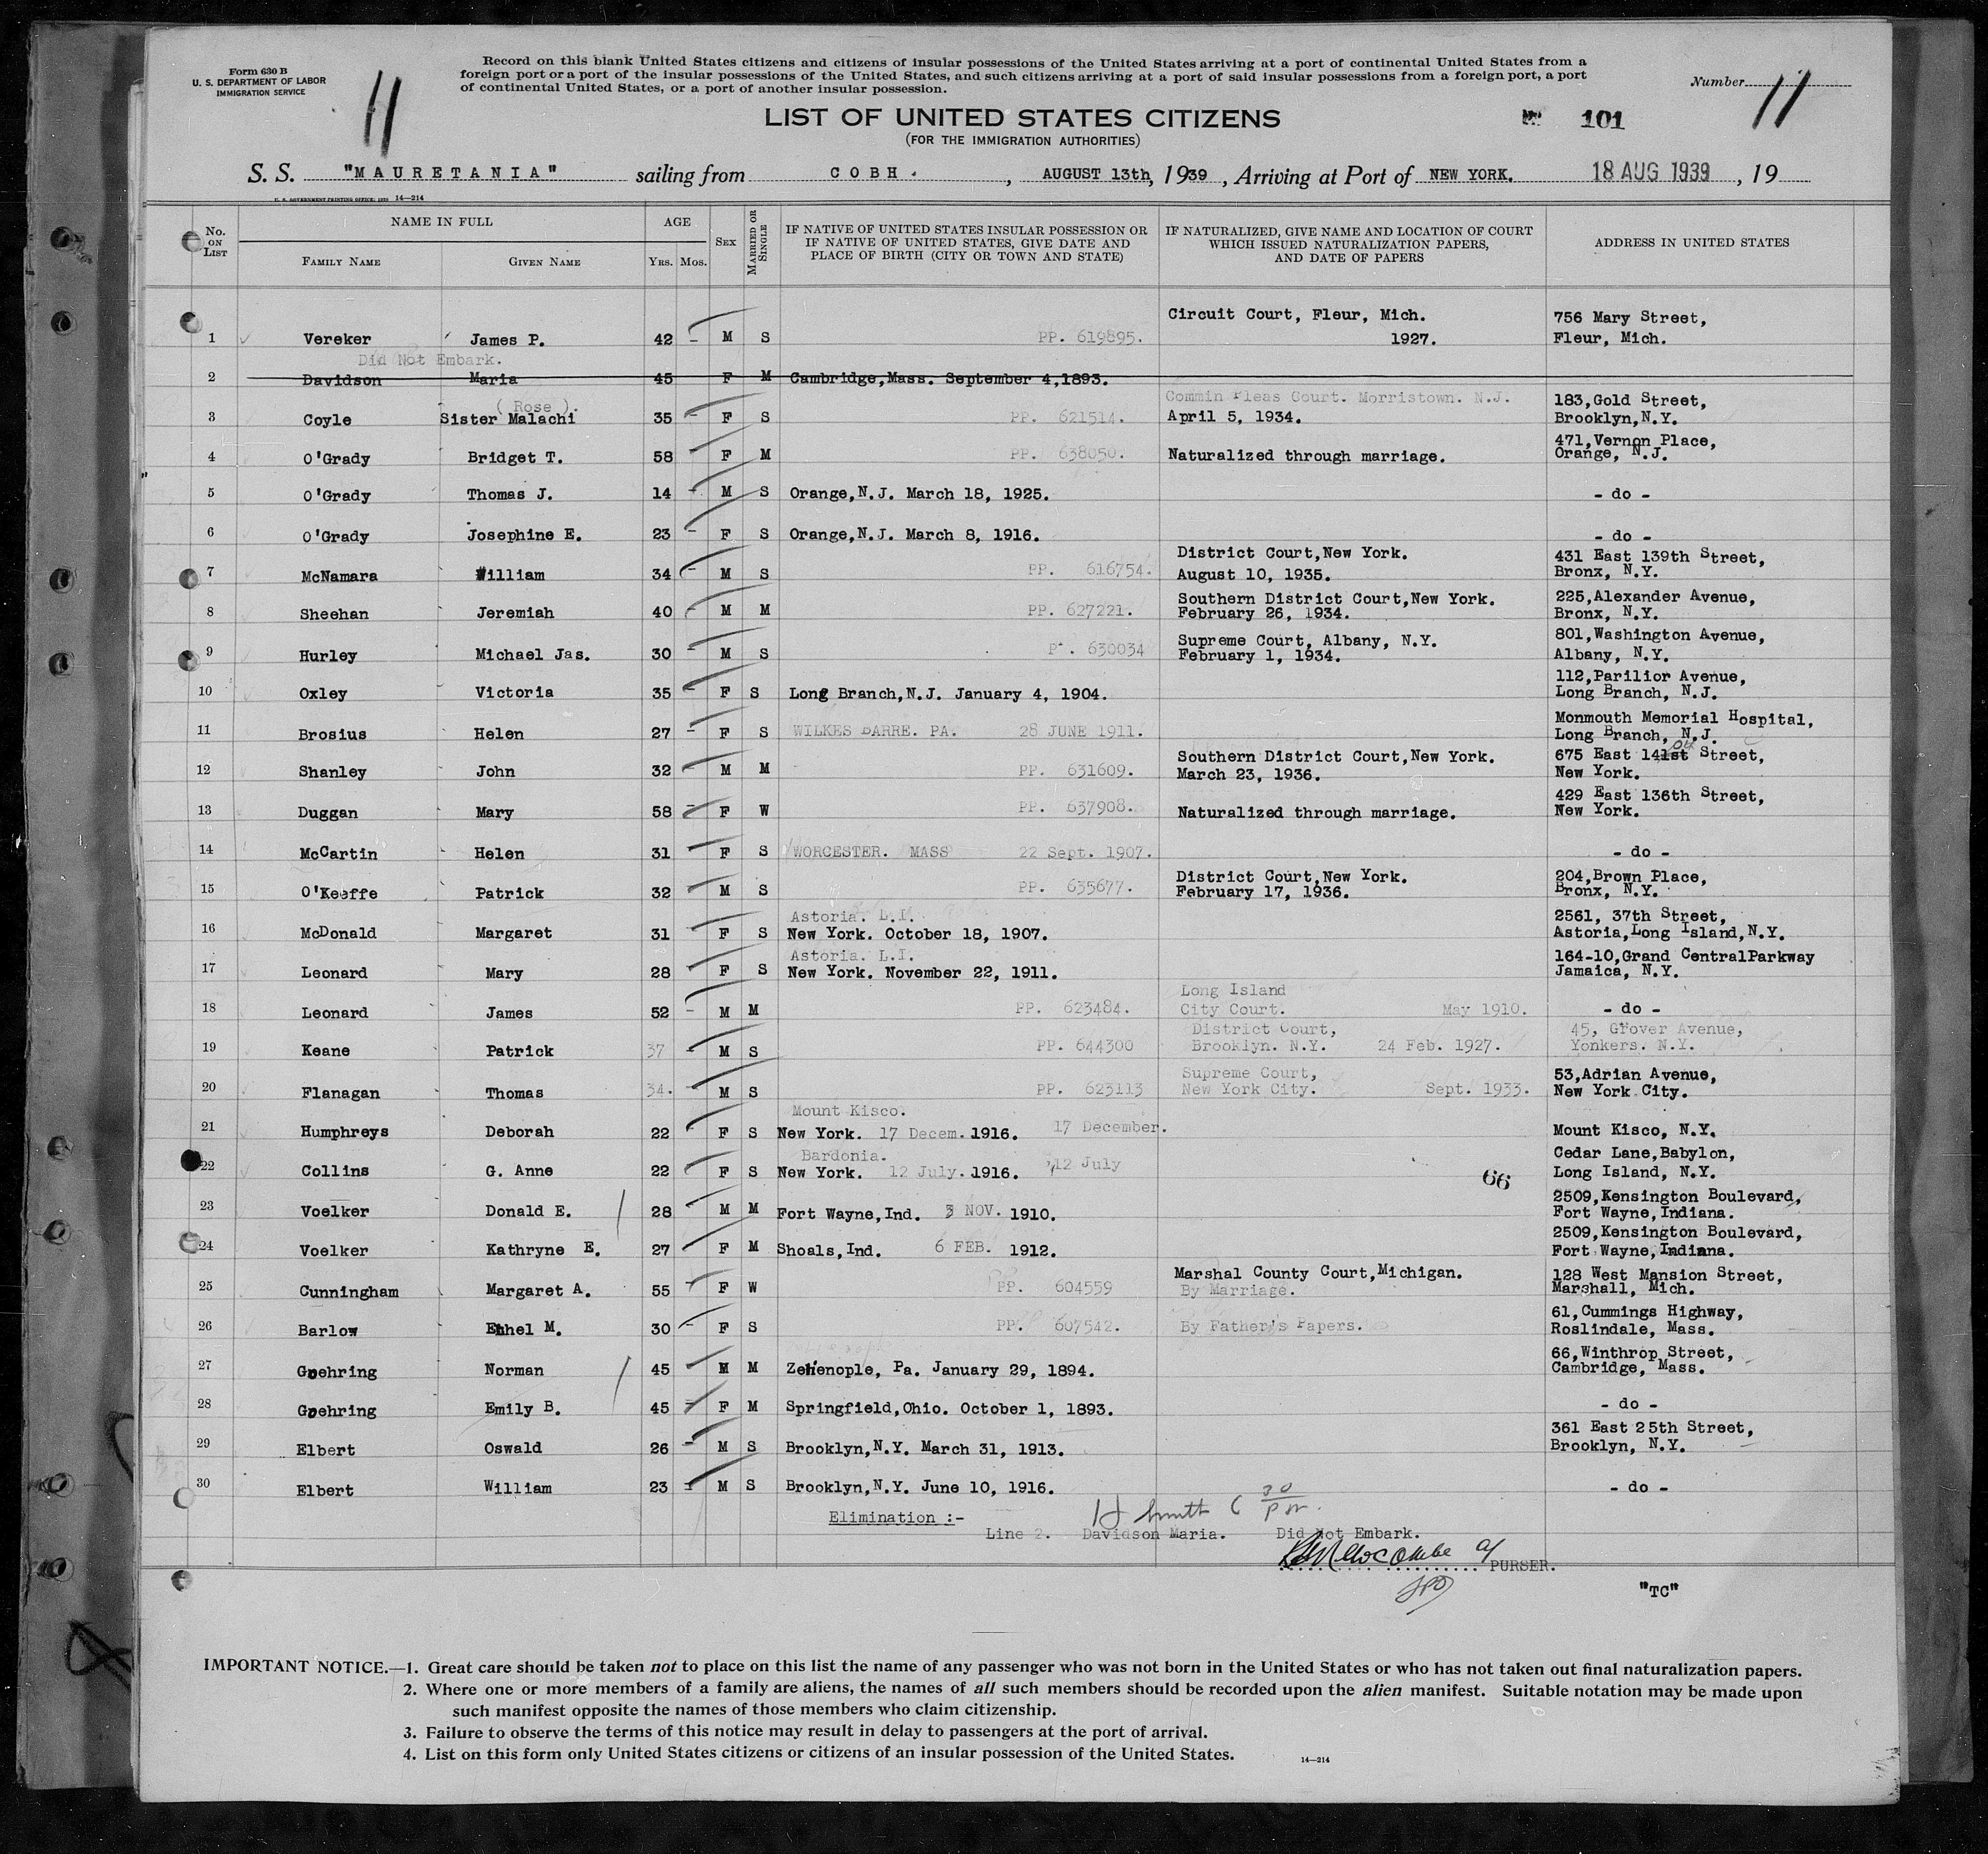 Form 630 B
U. S. DEPARTMENT OF LABOR
IMMIGRATION SERVICE
11
Record on this blank United States citizens and citizens of insular possessions of the United States arriving at a port of continental United States from a
foreign port or a port of the insular possessions of the United States, and such citizens arriving at a port of said insular possessions from a foreign port, a port
of continental United States, or a port of another insular possession.
Number 11
LIST OF UNITED STATES CITIZENS
(FOR THE IMMIGRATION AUTHORITIES)
101
S. S. "MAURETANIA" sailing from COBH. , AUGUST 13th, 1939 , Arriving at Port of NEW YORK. 18 AUG 1939 , 19
U. S. GOVERNMENT PRINTING OFFICE: 14—214
No. ON LIST NAME IN FULL FAMILY NAME GIVEN NAME AGE YRS. MOS. SEX MARRIED OR SINGLE IF NATIVE OF UNITED STATES INSULAR POSSESSION OR IF NATIVE OF UNITED STATES, GIVE DATE AND PLACE OF BIRTH (CITY OR TOWN AND STATE) IF NATURALIZED, GIVE NAME AND LOCATION OF COURT WHICH ISSUED NATURALIZATION PAPERS, AND DATE OF PAPERS ADDRESS IN UNITED STATES
Circuit Court, Fleur, Mich. 756 Mary Street,
1 Vereker James P. 42 - M S PP. 619895. 1927. Fleur, Mich.
Did Not Embark.
2 Davidson Maria 45 F M Cambridge,Mass. September 4,1893.
(Rose). Commin Pleas Court. Morristown. N.J. 183,Gold Street,
3 Coyle Sister Malachi 35 - F S PP. 621514. April 5, 1934. Brooklyn,N.Y.
471,Vernon Place,
4 O'Grady Bridget T. 58 F M PP. 638050. Naturalized through marriage. Orange, N.J.
5 O'Grady Thomas J. 14 - M S Orange,N.J. March 18, 1925. - do -
6 O'Grady Josephine E. 23 - F S Orange,N.J. March 8, 1916. - do -
District Court,New York. 431 East 139th Street,
7 McNamara William 34 - M S PP. 616754. August 10, 1935. Bronx, N.Y.
Southern District Court,New York. 225,Alexander Avenue,
8 Sheehan Jeremiah 40 - M M PP. 627221. February 26, 1934. Bronx, N.Y.
Supreme Court, Albany, N.Y. 801,Washington Avenue,
9 Hurley Michael Jas. 30 - M S P. 630034 February 1, 1934. Albany, N.Y.
112,Parilior Avenue,
10 Oxley Victoria 35 - F S Long Branch,N.J. January 4, 1904. Long Branch, N.J.
Monmouth Memorial Hospital,
11 Brosius Helen 27 - F S WILKES BARRE. PA. 28 JUNE 1911. Long Branch, N.J.
Southern District Court,New York. 675 East 141st Street,
12 Shanley John 32 - M M PP. 631609. March 23, 1936. New York.
429 East 136th Street,
13 Duggan Mary 58 - F W PP. 637908. Naturalized through marriage. New York.
14 McCartin Helen 31 F S WORCESTER. MASS 22 Sept. 1907. - do -
District Court,New York. 204,Brown Place,
15 O'Keeffe Patrick 32 M S PP. 635677. February 17, 1936. Bronx, N.Y.
Astoria. L.I. 2561, 37th Street,
16 McDonald Margaret 31 F S New York. October 18, 1907. Astoria,Long Island,N.Y.
Astoria. L.I. 164-10,Grand CentralParkway
17 Leonard Mary 28 F S New York. November 22, 1911. Jamaica, N.Y.
Long Island
18 Leonard James 52 - M M PP. 623484. City Court. May 1910. - do -
District Court, 45, Grover Avenue,
19 Keane Patrick 37 - M S PP. 644300 Brooklyn. N.Y. 24 Feb. 1927. Yonkers. N.Y.
Supreme Court, 53,Adrian Avenue,
20 Flanagan Thomas 34. M S PP. 623113 New York City. Sept. 1933. New York City.
Mount Kisco.
21 Humphreys Deborah 22 F S New York. 17 Decem. 1916. 17 December. Mount Kisco, N.Y.
Bardonia. Cedar Lane,Babylon,
22 Collins G. Anne 22 F S New York. 12 July. 1916. 12 July 66 Long Island, N.Y.
2509,Kensington Boulevard,
23 Voelker Donald E. 28 M M Fort Wayne,Ind. 3 NOV. 1910. Fort Wayne,Indiana.
2509,Kensington Boulevard,
24 Voelker Kathryne E. 27 F M Shoals,Ind. 6 FEB. 1912. Fort Wayne,Indiana.
Marshal County Court,Michigan. 128 West Mansion Street,
25 Cunningham Margaret A. 55 F W PP. 604559 By Marriage. Marshall, Mich.
61,Cummings Highway,
26 Barlow Ethel M. 30 - F S PP. 607542. By Father's Papers. Roslindale, Mass.
66,Winthrop Street,
27 Goehring Norman 45 M M Zelienople, Pa. January 29, 1894. Cambridge, Mass.
28 Goehring Emily B. 45 F M Springfield,Ohio. October 1, 1893. - do -
361 East 25th Street,
29 Elbert Oswald 26 - M S Brooklyn,N.Y. March 31, 1913. Brooklyn, N.Y.
30 Elbert William 23 - M S Brooklyn,N.Y. June 10, 1916. - do -
H Smith 6 30 pm.
Elimination :-
Line 2. Davidson Maria. Did Not Embark.
PURSER.
"TC"
IMPORTANT NOTICE.—1. Great care should be taken not to place on this list the name of any passenger who was not born in the United States or who has not taken out final naturalization papers.
2. Where one or more members of a family are aliens, the names of all such members should be recorded upon the alien manifest. Suitable notation may be made upon
such manifest opposite the names of those members who claim citizenship.
3. Failure to observe the terms of this notice may result in delay to passengers at the port of arrival.
4. List on this form only United States citizens or citizens of an insular possession of the United States. 14—214